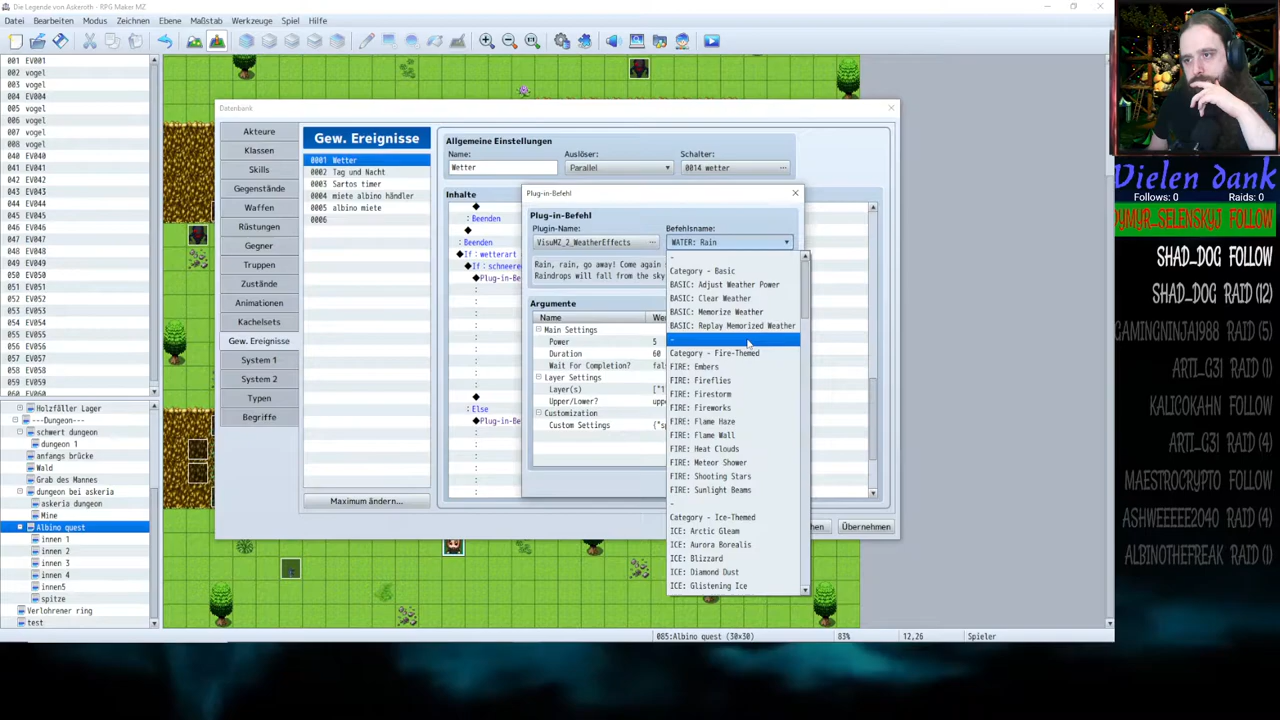 Die Legende von Askeroth - RPG Maker MZ
Datei Bearbeiten Modus Zeichnen Ebene Maßstab Werkzeuge Spiel Hilfe
001 EV001
002 vogel
003 vogel
004 EV004
005 vogel
006 vogel
007 vogel
008 vogel
040 EV040
041 EV041
042 EV042
043 EV043
044 EV044
045 EV045
046 EV046
047 EV047
048 EV048
049 EV049
050 EV050
051 EV051
052 EV052
053 EV053
054 EV054
055 EV055
056 EV056
057 EV057
058 EV058
059 EV059
060 EV060
Holzfäller Lager
---Dungeon---
schwert dungeon
dungeon 1
anfangs brücke
Wald
Grab des Mannes
dungeon bei askeria
askeria dungeon
Mine
Albino quest
innen 1
innen 2
innen 3
innen 4
innen5
spitze
Verlohrener ring
test
Datenbank
Akteure
Klassen
Skills
Gegenstände
Waffen
Rüstungen
Gegner
Truppen
Zustände
Animationen
Kachelsets
Gew. Ereignisse
System 1
System 2
Typen
Begriffe
Gew. Ereignisse
0001 Wetter
0002 Tag und Nacht
0003 Sartos timer
0004 miete albino händler
0005 albino miete
0006
Maximum ändern...
Allgemeine Einstellungen
Name: Auslöser: Schalter:
Wetter Parallel 0014 wetter ...
Inhalte
◆
: Beenden
◆
: Beenden
◆If：wetterart
◆If：schneere
◆Plug-in-Be
:
:
:
:
:
:
:
:
:
◆
: Else
◆Plug-in-Be
:
:
:
:
:
Plug-in-Befehl
Plug-in-Befehl
Plugin-Name: Befehlsname:
VisuMZ_2_WeatherEffects ... WATER: Rain
Rain, rain, go away! Come again
Raindrops will fall from the sky
Argumente
Name
Main Settings
Power 5
Duration 60
Wait For Completion? fal
Layer Settings
Layer(s) ["1
Upper/Lower? uppe
Customization
Custom Settings {"sp
-
Category - Basic
BASIC: Adjust Weather Power
BASIC: Clear Weather
BASIC: Memorize Weather
BASIC: Replay Memorized Weather
-
Category - Fire-Themed
FIRE: Embers
FIRE: Fireflies
FIRE: Firestorm
FIRE: Fireworks
FIRE: Flame Haze
FIRE: Flame Wall
FIRE: Heat Clouds
FIRE: Meteor Shower
FIRE: Shooting Stars
FIRE: Sunlight Beams
-
Category - Ice-Themed
ICE: Arctic Gleam
ICE: Aurora Borealis
ICE: Blizzard
ICE: Diamond Dust
ICE: Glistening Ice
hen Übernehmen
085:Albino quest (30x30) 83% 12,26 Spieler
Vielen dank
Follows: 0 Raids: 0
DYMYR_SELENSKYJ FOLLOW
SHAD_DOG FOLLOW
SHAD_DOG RAID (12)
GAMINGNINJA1988 RAID (5)
ARTI_G31 RAID (6)
KALICOKAHN FOLLOW
ARTI_G31 RAID (4)
MAESTROCRYPTO FOLLOW
ASHWEEEEE2040 RAID (4)
ALBINOTHEFREAK RAID (1)